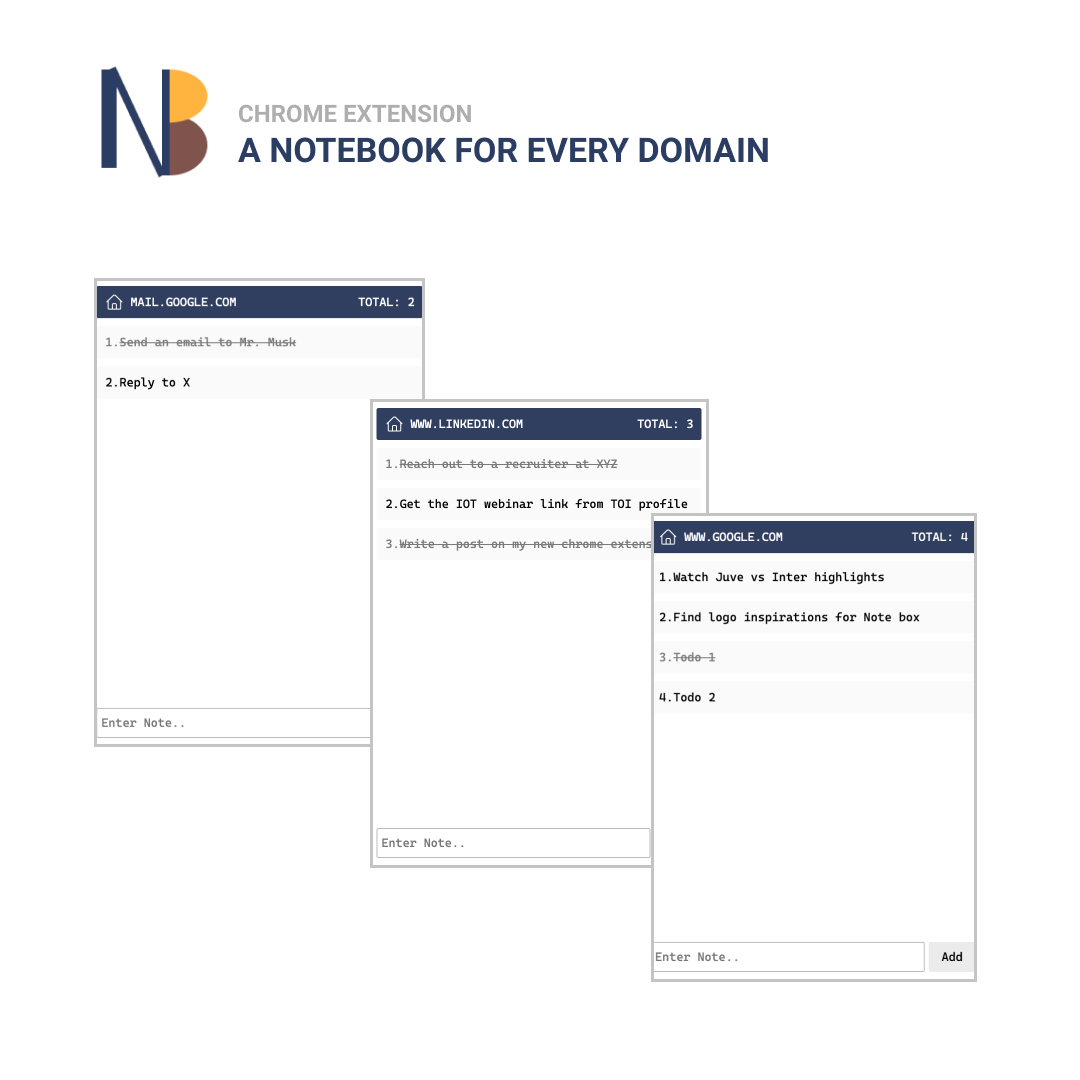 NB
CHROME EXTENSION
A NOTEBOOK FOR EVERY DOMAIN
MAIL.GOOGLE.COM TOTAL: 2
1.Send an email to Mr. Musk
2.Reply to X
Enter Note..
WWW.LINKEDIN.COM TOTAL: 3
1.Reach out to a recruiter at XYZ
2.Get the IOT webinar link from TOI profile
3.Write a post on my new chrome extens
Enter Note..
WWW.GOOGLE.COM TOTAL: 4
1.Watch Juve vs Inter highlights
2.Find logo inspirations for Note box
3.Todo 1
4.Todo 2
Enter Note.. Add